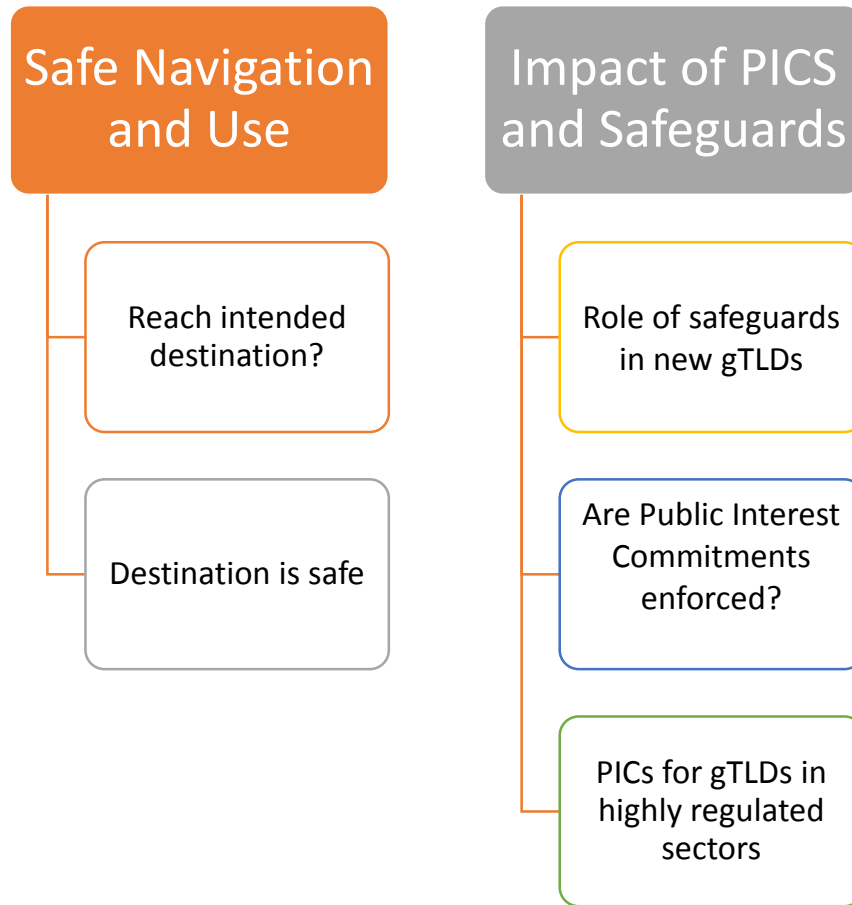 Safe Navigation
and Use
Reach intended
destination?
Destination is safe
Impact of PICS
and Safeguards
Role of safeguards
in new gTLDs
Are Public Interest
Commitments
enforced?
PICs for gTLDs in
highly regulated
sectors